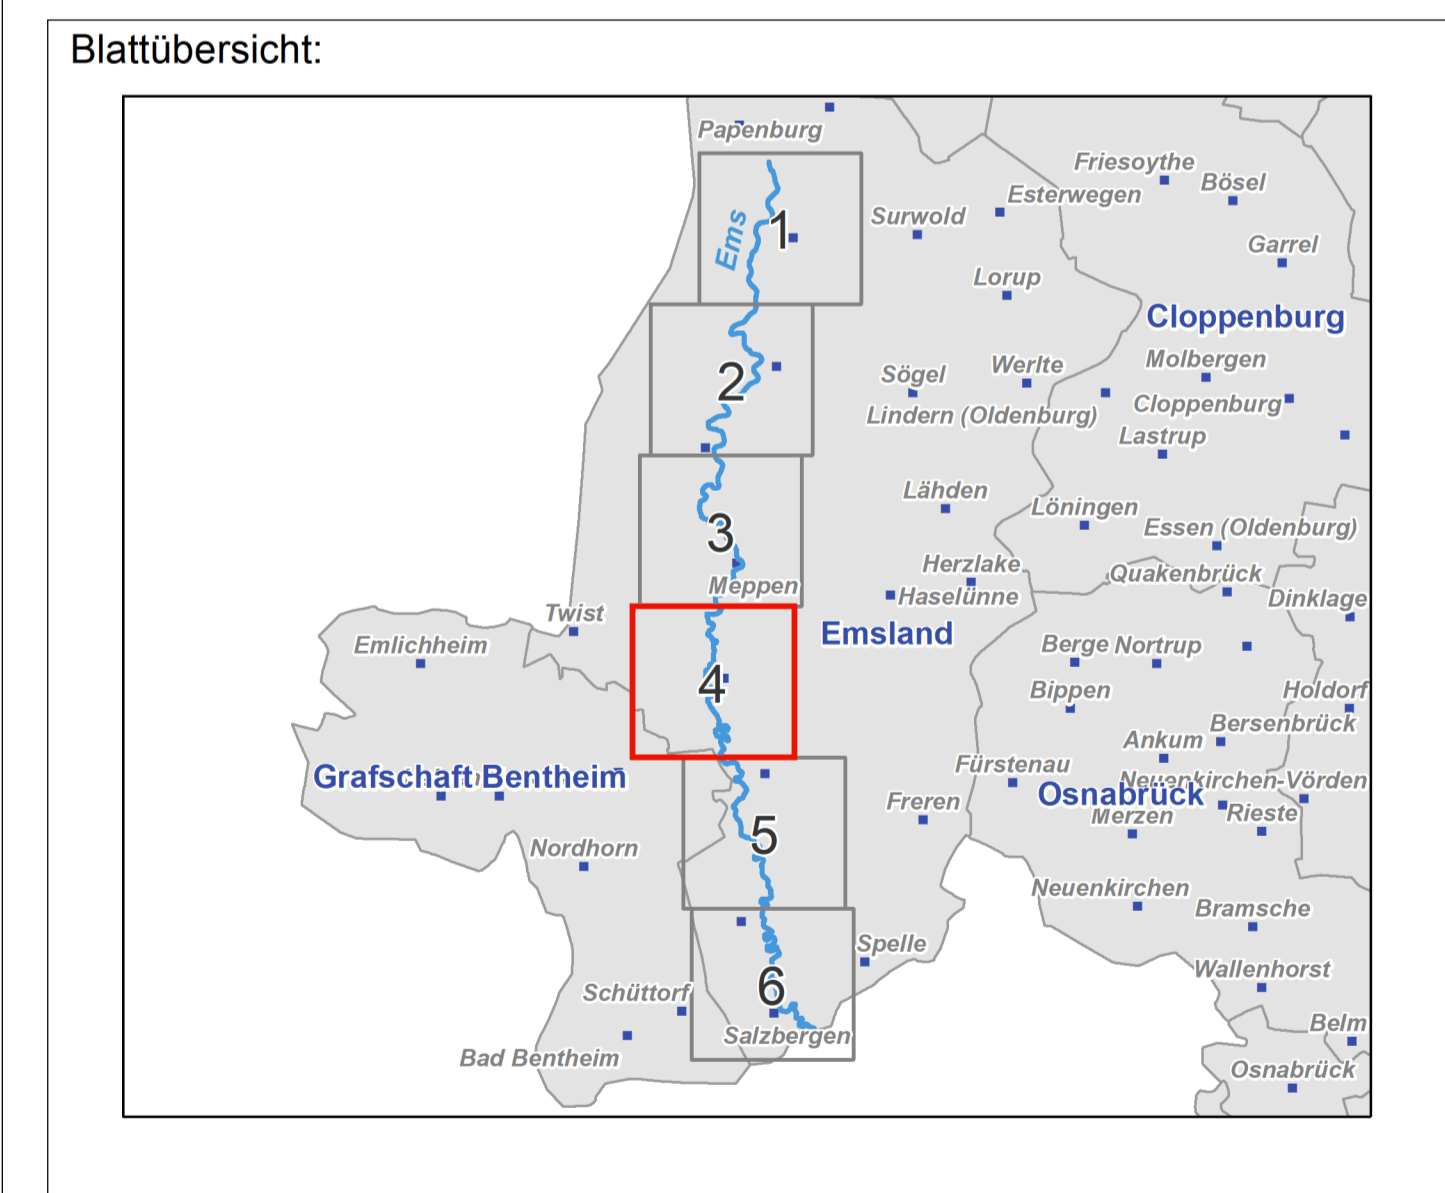 Blattübersicht:
Papenburg
Friesoythe
Bösel
Esterwegen
Surwold
1
Ems
Garrel
Lorup
Cloppenburg
Molbergen
Werlte
Sögel
2
Cloppenburg
Lindern (Oldenburg)
Lastrup
Lähden
Löningen
Essen (Oldenburg)
3
Herzlake
Quakenbrück
Meppen
Haselünne
Dinklage
Twist
Emsland
Emlichheim
Berge
Nortrup
4
Bippen
Holdorf
Bersenbrück
Ankum
Fürstenau
Grafschaft Bentheim
Neuenkirchen-Vörden
Osnabrück
Freren
Merzen
Rieste
5
Nordhorn
Neuenkirchen
Bramsche
Spelle
Wallenhorst
6
Schüttorf
Belm
Salzbergen
Bad Bentheim
Osnabrück